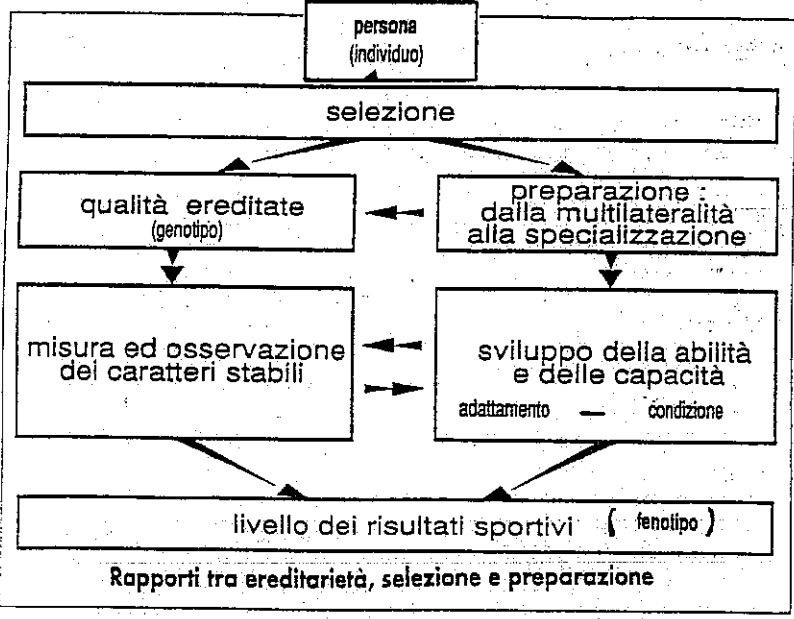 persona
(individuo)
selezione
qualità ereditate
(genotipo)
preparazione :
dalla multilateralità
alla specializzazione
misura ed osservazione
dei caratteri stabili
sviluppo della abilità
e delle capacità
adattamento — condizione
livello dei risultati sportivi ( fenotipo )
Rapporti tra ereditarietà, selezione e preparazione